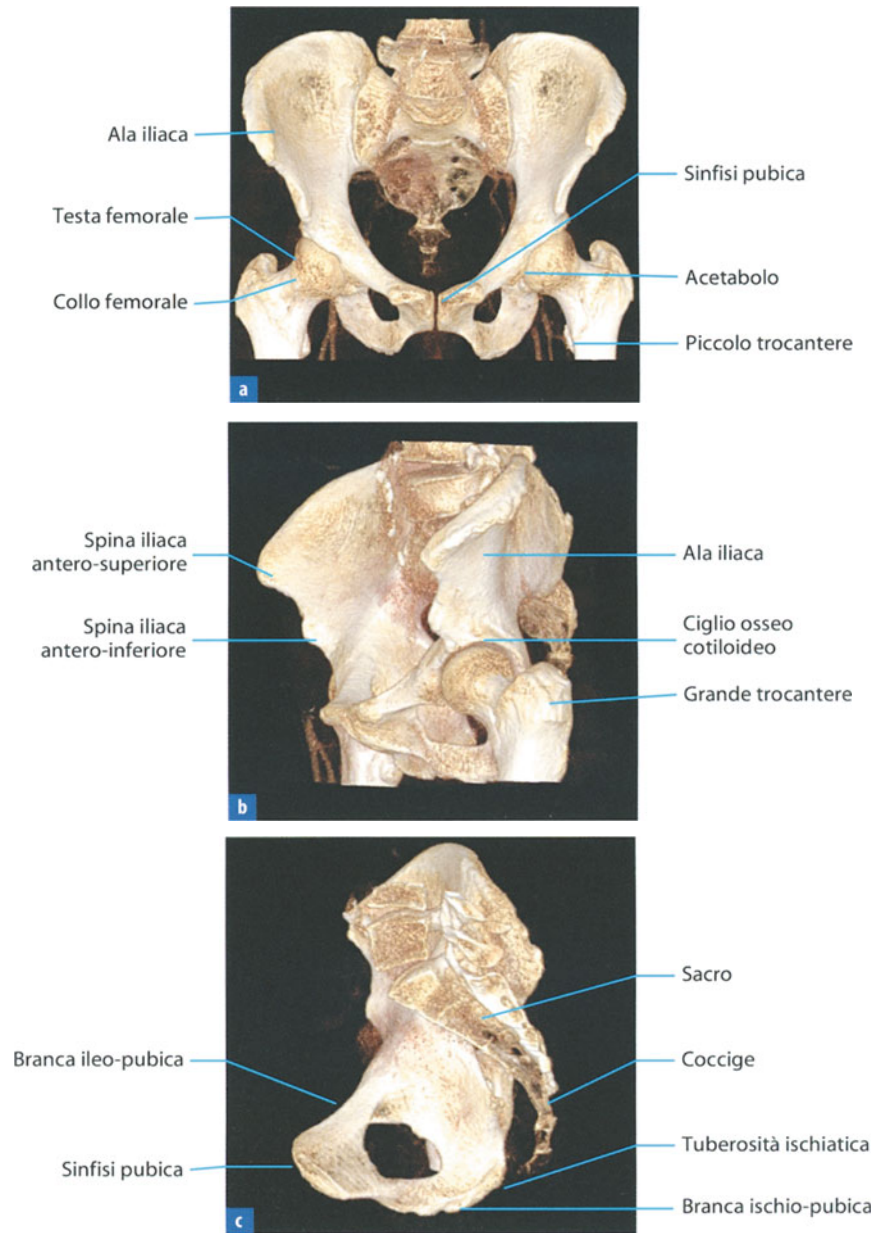 Ala iliaca
Testa femorale
Collo femorale
Sinfisi pubica
Acetabolo
Piccolo trocantere
a
Spina iliaca
antero-superiore
Spina iliaca
antero-inferiore
Ala iliaca
Ciglio osseo
cotiloideo
Grande trocantere
b
Branca ileo-pubica
Sinfisi pubica
Sacro
Coccige
Tuberosità ischiatica
Branca ischio-pubica
c